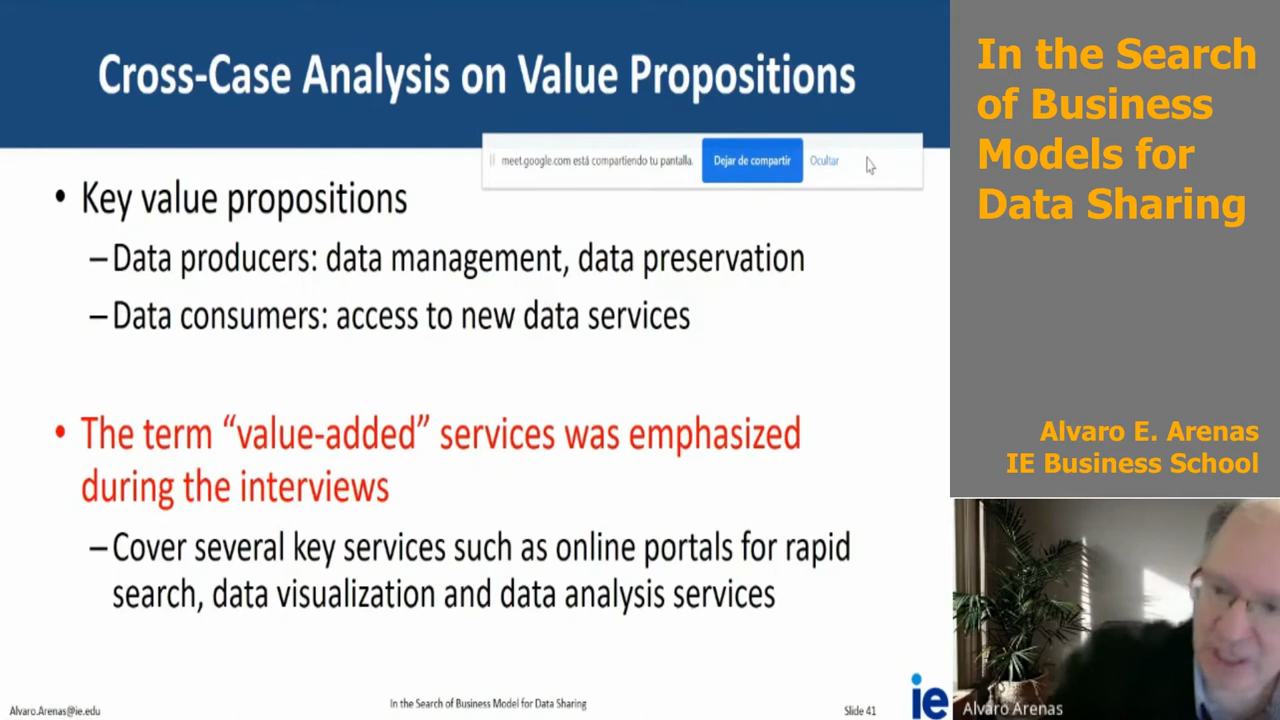 Cross-Case Analysis on Value Propositions
meet.google.com está compartiendo tu pantalla.
Dejar de compartir
Ocultar
• Key value propositions
–Data producers: data management, data preservation
–Data consumers: access to new data services
• The term “value-added” services was emphasized
during the interviews
–Cover several key services such as online portals for rapid
search, data visualization and data analysis services
Alvaro.Arenas@ie.edu
In the Search of Business Model for Data Sharing
Slide 41
ie
In the Search
of Business
Models for
Data Sharing
Alvaro E. Arenas
IE Business School
Alvaro Arenas